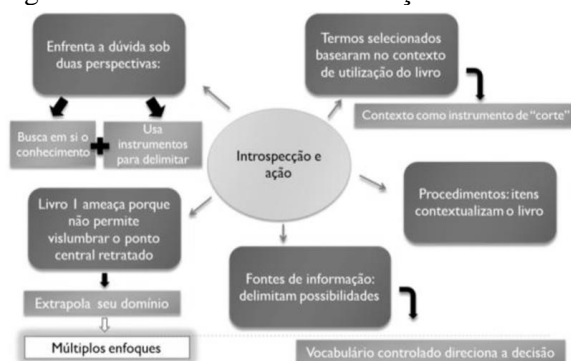 Enfrenta a dúvida sob
duas perspectivas:
Busca em si o
conhecimento
Usa
instrumentos
para delimitar
Termos selecionados
basearam no contexto
de utilização do livro
Contexto como instrumento de "corte"
Introspecção e
ação
Livro 1 ameaça porque
não permite
vislumbrar o ponto
central retratado
Extrapola seu domínio
Múltiplos enfoques
Procedimentos: itens
contextualizam o livro
Fontes de informação:
delimitam possibilidades
Vocabulário controlado direciona a decisão